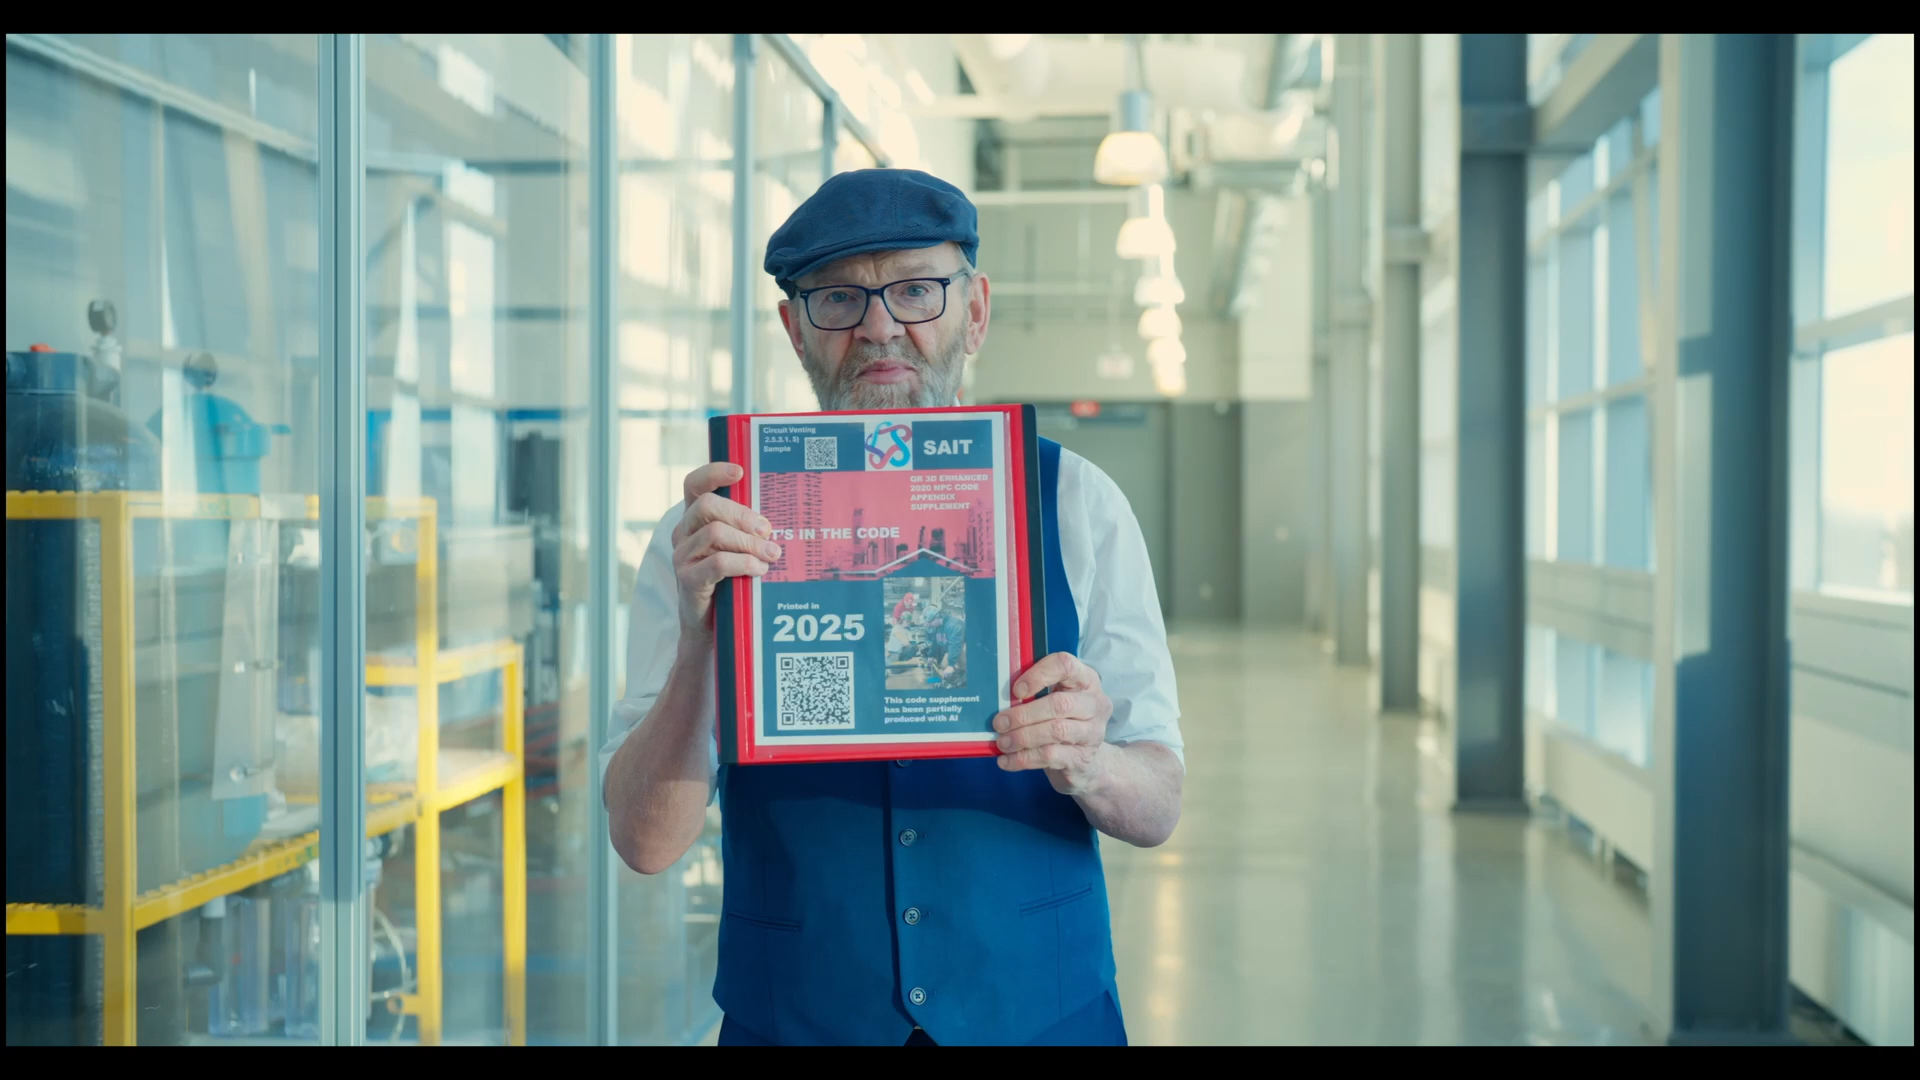 Circuit Venting
2.5.3.1. 5)
Sample
SAIT
QR 3D ENHANCED
2020 NPC CODE
APPENDIX
SUPPLEMENT
T'S IN THE CODE
Printed in
2025
This code supplement
has been partially
produced with AI